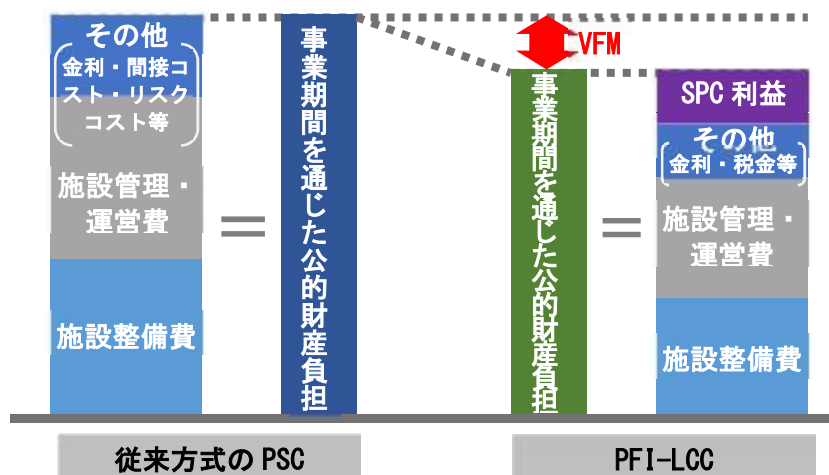 その他
(金利・間接コスト・リスクコスト等)
施設管理・
運営費
施設整備費
=
事業期間を通じた公的財産負担
VFM
事業期間を通じた公的財産負担
=
SPC 利益
その他
(金利・税金等)
施設管理・
運営費
施設整備費
従来方式の PSC
PFI-LCC